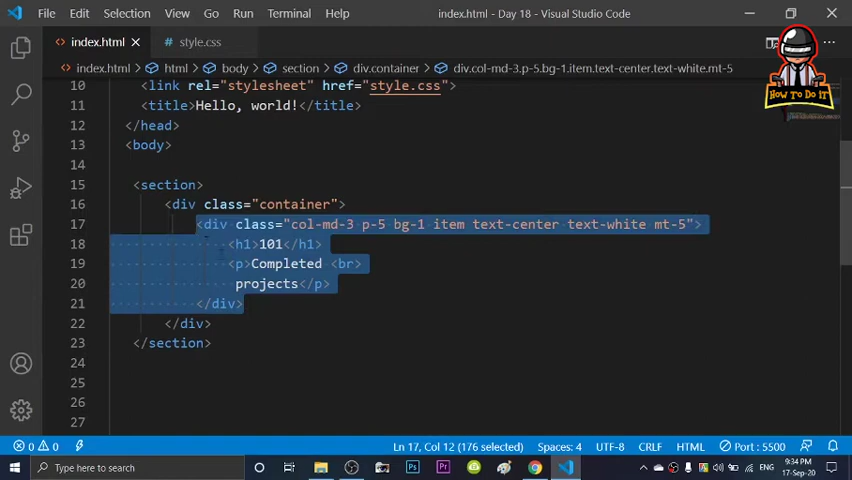 File Edit Selection View Go Run Terminal Help index.html - Day 18 - Visual Studio Code
index.html style.css
index.html > html > body > section > div.container > div.col-md-3.p-5.bg-1.item.text-center.text-white.mt-5
HOW TO DO IT
10 <link rel="stylesheet" href="style.css">
11 <title>Hello, world!</title>
12 </head>
13 <body>
14
15 <section>
16 <div class="container">
17 <div class="col-md-3 p-5 bg-1 item text-center text-white mt-5">
18 <h1>101</h1>
19 <p>Completed <br>
20 projects</p>
21 </div>
22 </div>
23 </section>
24
25
26
27
0 0 Ln 17, Col 12 (176 selected) Spaces: 4 UTF-8 CRLF HTML Port : 5500
Type here to search
Ps Pr ENG 9:34 PM
17-Sep-20